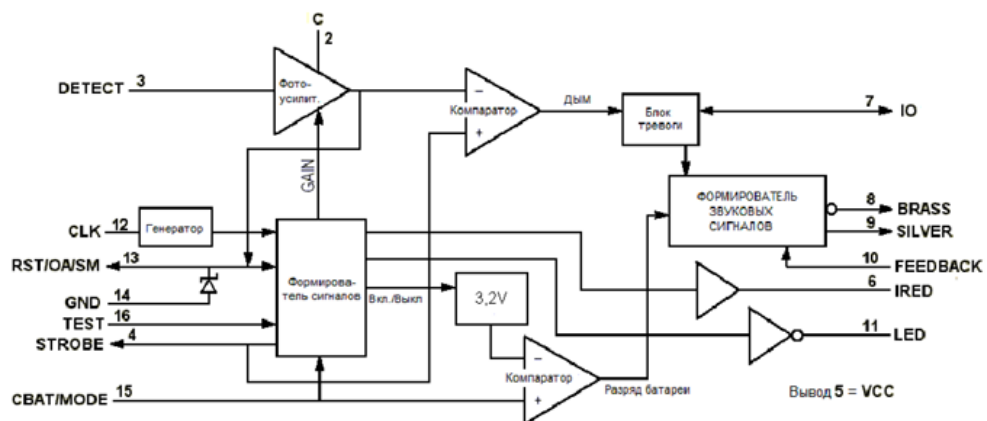 C
2
DETECT 3
Фото-
усилит.
–
Компаратор
+
ДЫМ
Блок
тревоги
7 IO
GAIN
ФОРМИРОВАТЕЛЬ
ЗВУКОВЫХ
СИГНАЛОВ
8 BRASS
9 SILVER
10 FEEDBACK
6 IRED
11 LED
CLK 12
Генератор
RST/OA/SM 13
GND 14
TEST 16
STROBE 4
CBAT/MODE 15
Формирова-
тель сигналов
Вкл./Выкл
3,2V
–
Компаратор
+
Разряд батареи
Вывод 5 = VCC